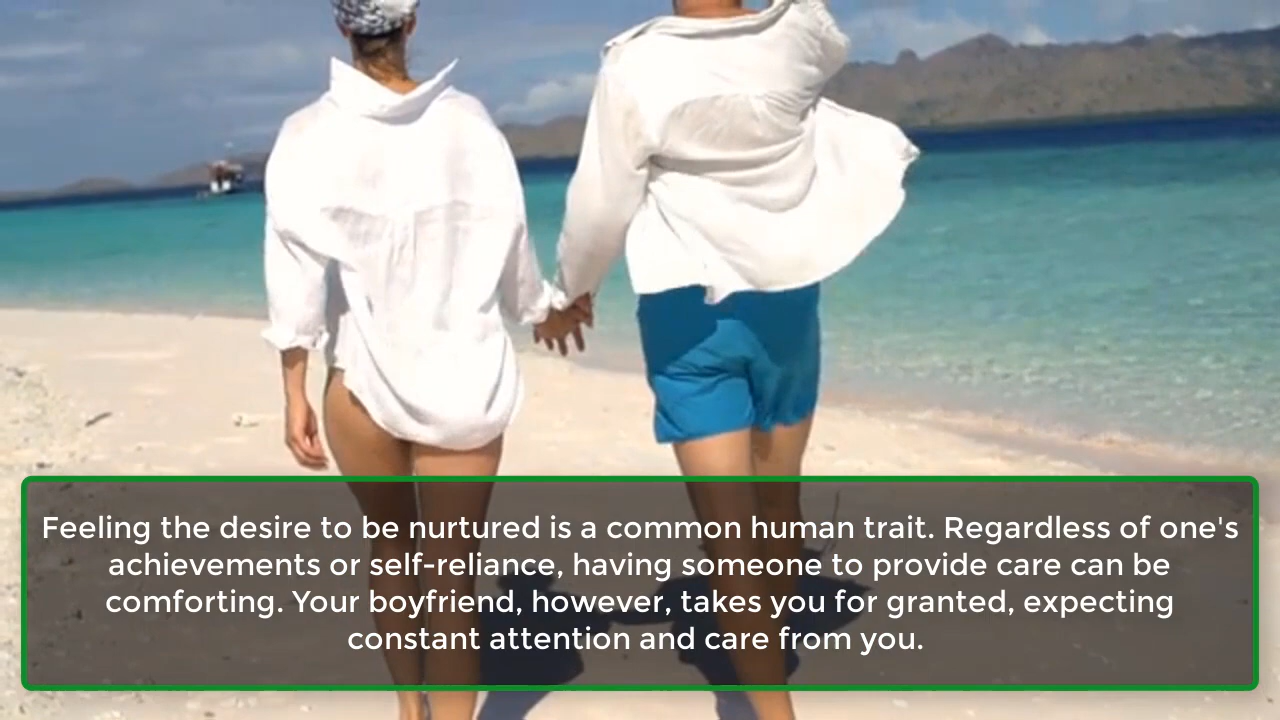 Feeling the desire to be nurtured is a common human trait. Regardless of one's
achievements or self-reliance, having someone to provide care can be
comforting. Your boyfriend, however, takes you for granted, expecting
constant attention and care from you.